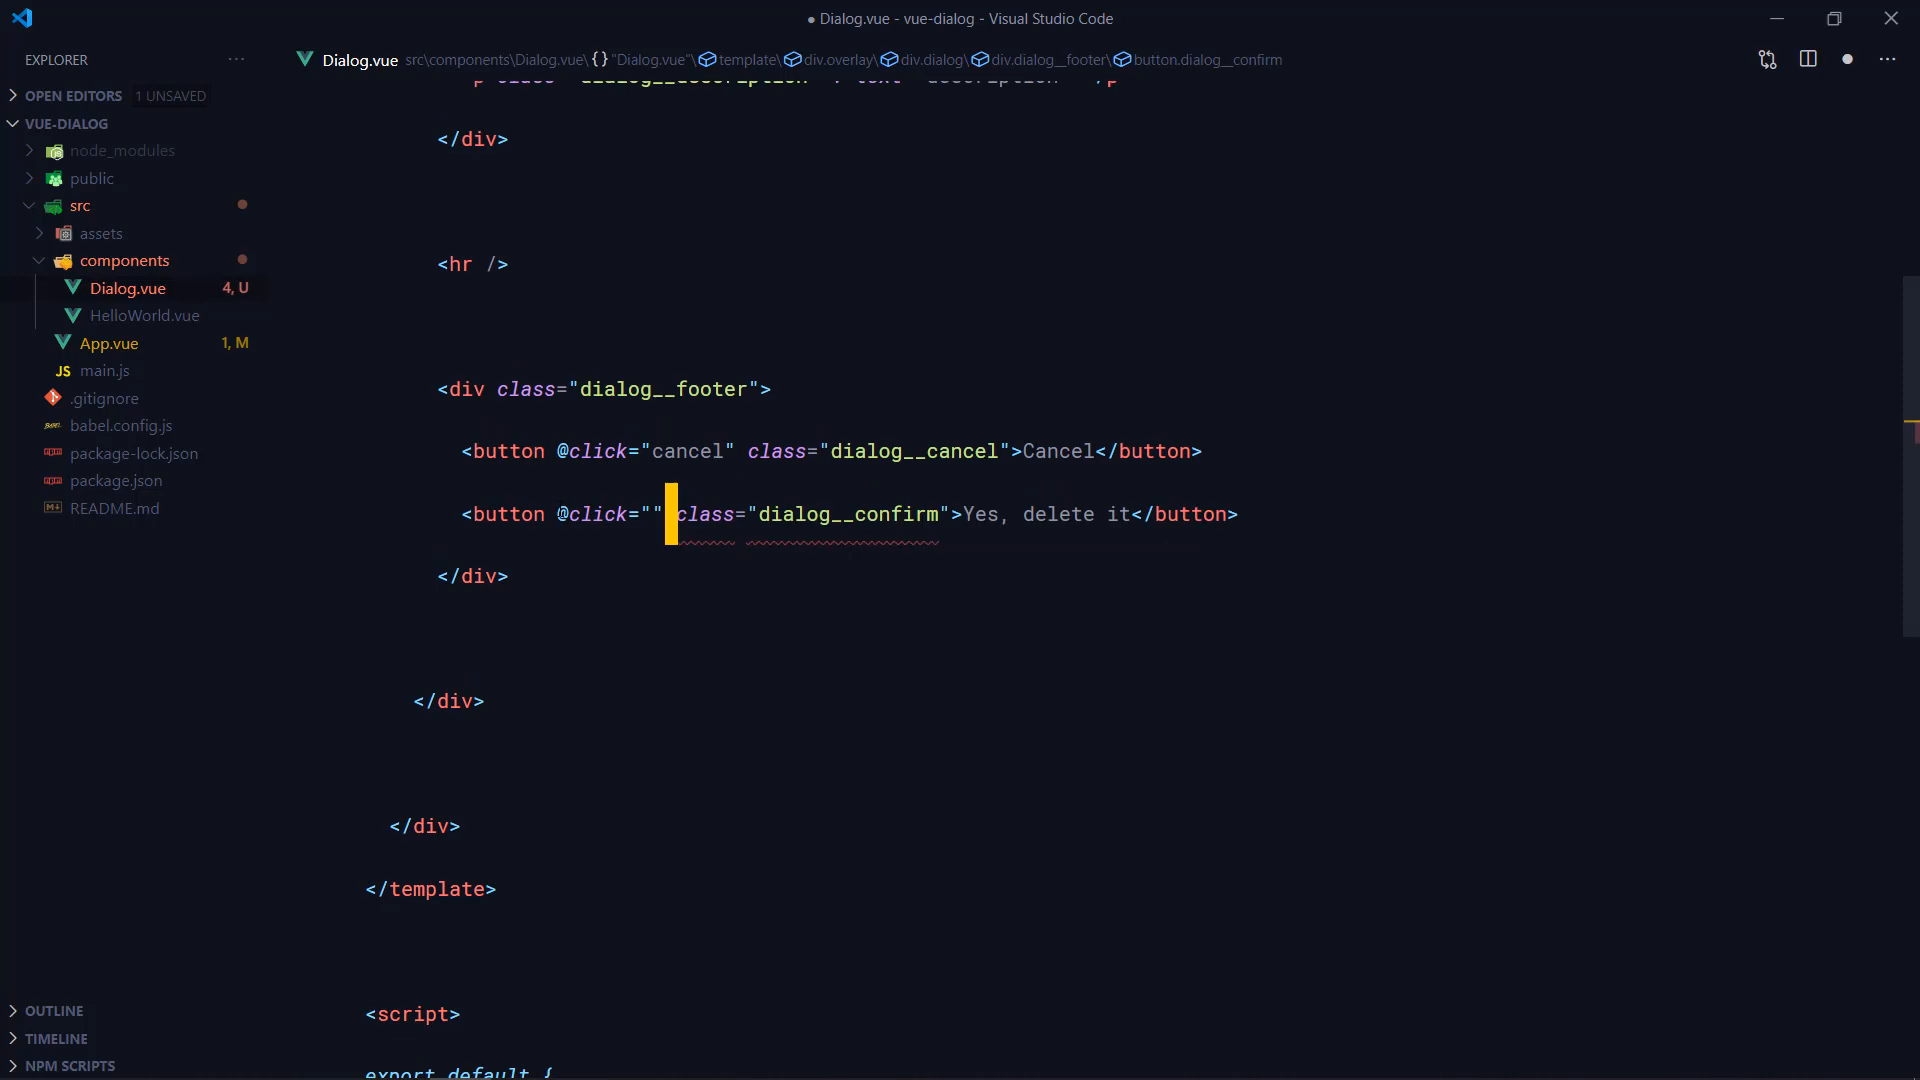 ● Dialog.vue - vue-dialog - Visual Studio Code
EXPLORER
Dialog.vue src\components\Dialog.vue\ {} "Dialog.vue"\ template\ div.overlay\ div.dialog\ div.dialog__footer\ button.dialog__confirm
OPEN EDITORS 1 UNSAVED
VUE-DIALOG
node_modules
public
src
assets
components
Dialog.vue 4, U
HelloWorld.vue
App.vue 1, M
JS main.js
.gitignore
babel.config.js
package-lock.json
package.json
README.md
OUTLINE
TIMELINE
NPM SCRIPTS
</div>
<hr />
<div class="dialog__footer">
<button @click="cancel" class="dialog__cancel">Cancel</button>
<button @click="" class="dialog__confirm">Yes, delete it</button>
</div>
</div>
</div>
</template>
<script>
export default {